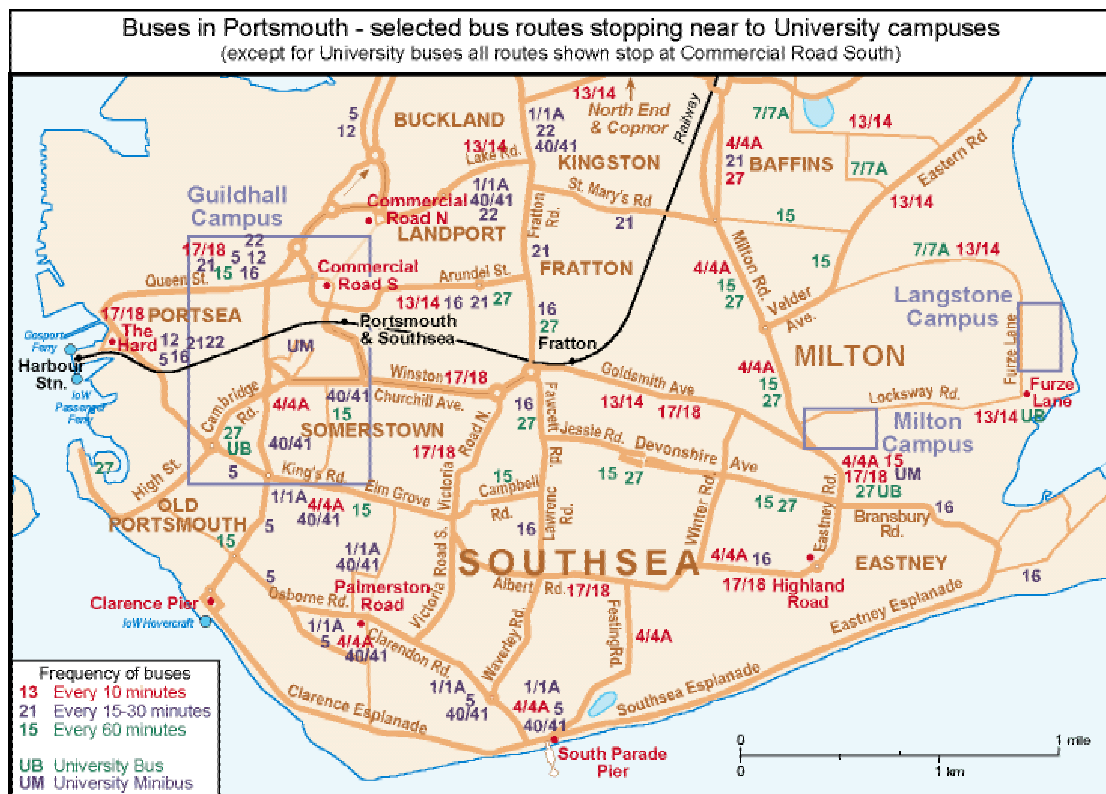 Buses in Portsmouth - selected bus routes stopping near to University campuses
(except for University buses all routes shown stop at Commercial Road South)
13/14
North End
& Copnor
Railway
1/1A
22
40/41
5
12
BUCKLAND
13/14
Lake Rd.
KINGSTON
4/4A
21
27
BAFFINS
7/7A
13/14
7/7A
Eastern Rd
13/14
Guildhall
Campus
Commercial
Road N
1/1A
40/41
22
LANDPORT
Fratton
Rd.
St. Mary's Rd
21
15
17/18
22
5 12
21
15 16
Queen St.
Commercial
Road S
Arundel St.
13/14 16 21 27
21
FRATTON
4/4A
15
27
Milton Rd.
15
Velder
Ave.
7/7A 13/14
Langstone
Campus
Furze Lane
PORTSEA
17/18
The
Hard
Gosport
Ferry
Harbour
Stn.
IoW
Passenger
Ferry
12
5 16
2122
UM
Portsmouth
& Southsea
16
27
Fratton
MILTON
Winston
17/18
Churchill Ave.
Goldsmith Ave
13/14
17/18
4/4A
15
27
Locksway Rd.
Furze
Lane
13/14
UB
Milton
Campus
Cambridge
Rd.
4/4A
40/41
15
SOMERSTOWN
40/41
27
UB
5
King's Rd.
27
High St.
OLD
PORTSMOUTH
17/18
Victoria
Road N.
16
27
Fawcett
Rd.
Jessie Rd.
Devonshire
Ave
15
27
15
27
4/4A 15
17/18 UM
27 UB
16
Bransbury
Rd.
Elm Grove
1/1A
4/4A
40/41
15
15
Campbell
Rd.
16
Lawrenc
Rd.
Winter Rd.
Eastney Rd.
5
15
1/1A
40/41
Victoria Road S.
SOUTHSEA
4/4A 16
17/18
Highland
Road
EASTNEY
16
Albert Rd.
17/18
5
Osborne Rd.
Palmerston
Road
1/1A
5
4/4A
40/41
Clarendon Rd.
Waverley Rd.
Festing Rd.
4/4A
Eastney Esplanade
Clarence Pier
IoW Hovercraft
Clarence Esplanade
1/1A
5
40/41
1/1A
4/4A 5
40/41
Southsea Esplanade
South Parade
Pier
Frequency of buses
13 Every 10 minutes
21 Every 15-30 minutes
15 Every 60 minutes
UB University Bus
UM University Minibus
0 1 mile
0 1 km